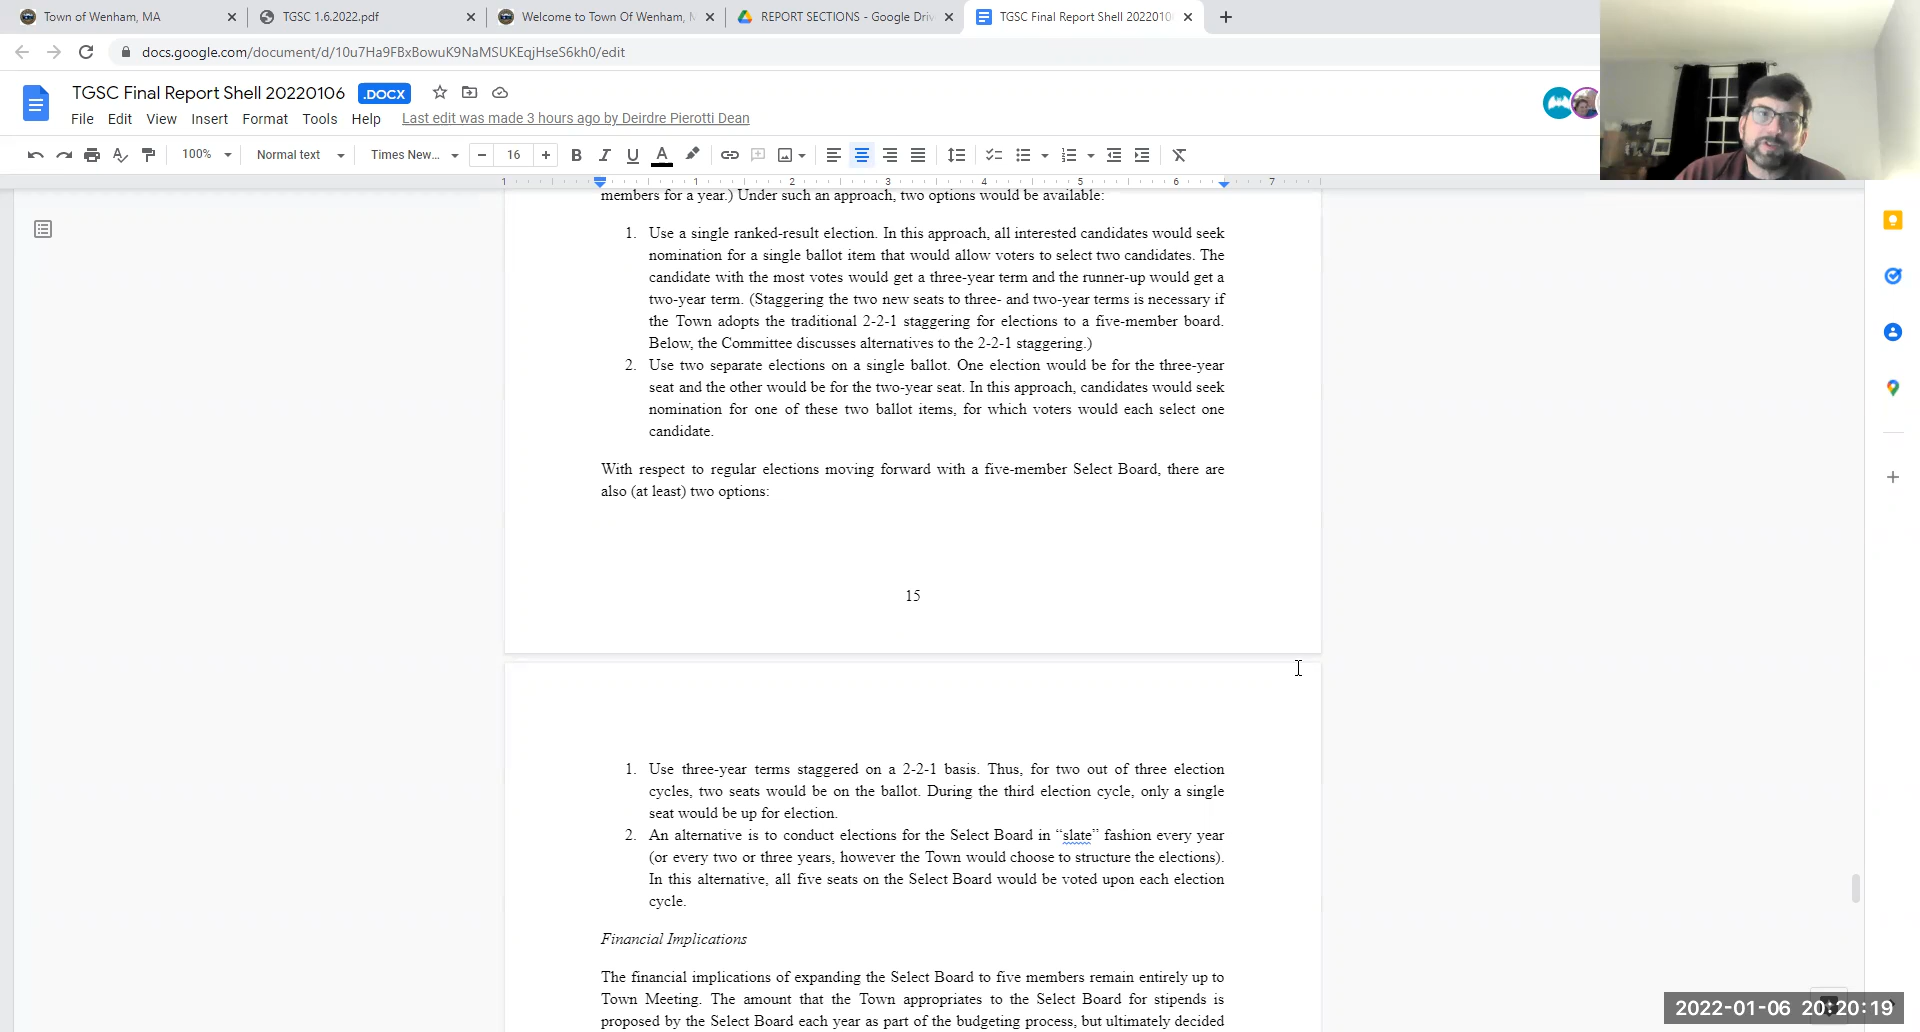 Town of Wenham, MA
TGSC 1.6.2022.pdf
Welcome to Town Of Wenham, M
REPORT SECTIONS - Google Driv
TGSC Final Report Shell 2022010
docs.google.com/document/d/10u7Ha9FBxBowuK9NaMSUKEqjHseS6kh0/edit
TGSC Final Report Shell 20220106
.DOCX
File Edit View Insert Format Tools Help Last edit was made 3 hours ago by Deirdre Pierotti Dean
100% Normal text Times New... 16
1 1 2 3 4 5 6 7
members for a year.) Under such an approach, two options would be available:
1. Use a single ranked-result election. In this approach, all interested candidates would seek
nomination for a single ballot item that would allow voters to select two candidates. The
candidate with the most votes would get a three-year term and the runner-up would get a
two-year term. (Staggering the two new seats to three- and two-year terms is necessary if
the Town adopts the traditional 2-2-1 staggering for elections to a five-member board.
Below, the Committee discusses alternatives to the 2-2-1 staggering.)
2. Use two separate elections on a single ballot. One election would be for the three-year
seat and the other would be for the two-year seat. In this approach, candidates would seek
nomination for one of these two ballot items, for which voters would each select one
candidate.
With respect to regular elections moving forward with a five-member Select Board, there are
also (at least) two options:
15
1. Use three-year terms staggered on a 2-2-1 basis. Thus, for two out of three election
cycles, two seats would be on the ballot. During the third election cycle, only a single
seat would be up for election.
2. An alternative is to conduct elections for the Select Board in “slate” fashion every year
(or every two or three years, however the Town would choose to structure the elections).
In this alternative, all five seats on the Select Board would be voted upon each election
cycle.
Financial Implications
The financial implications of expanding the Select Board to five members remain entirely up to
Town Meeting. The amount that the Town appropriates to the Select Board for stipends is
proposed by the Select Board each year as part of the budgeting process, but ultimately decided
2022-01-06 20:20:19